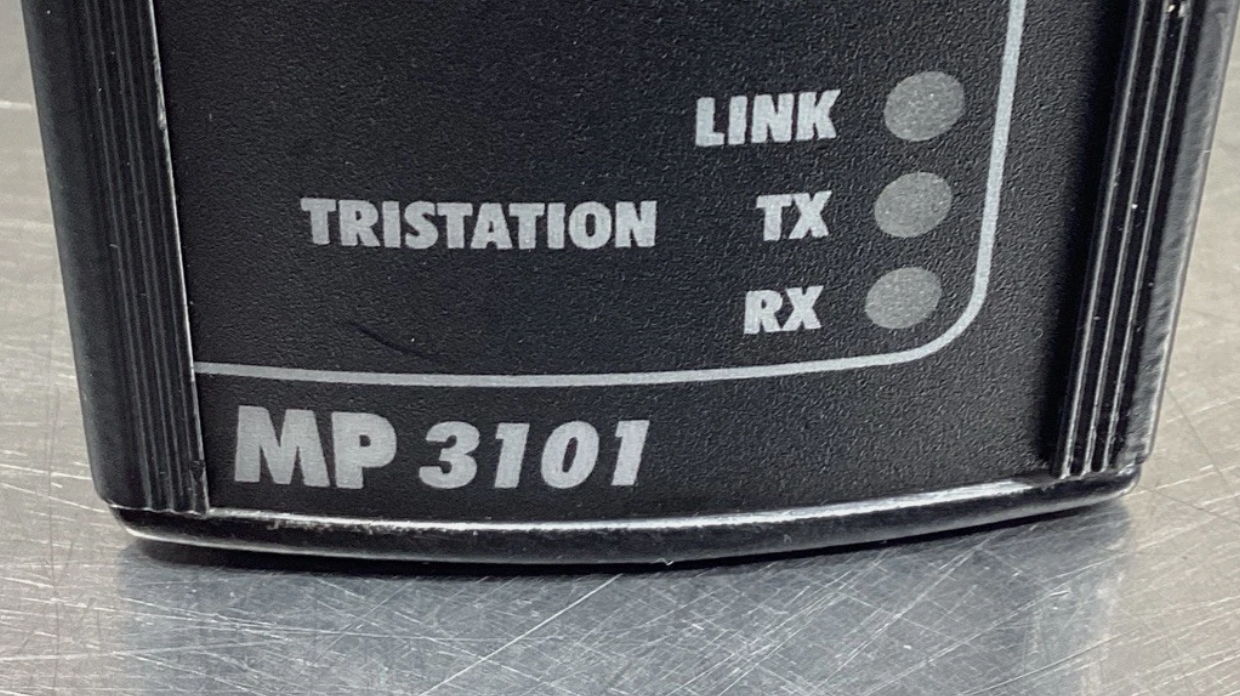 LINK
TRISTATION TX
RX
MP 3101